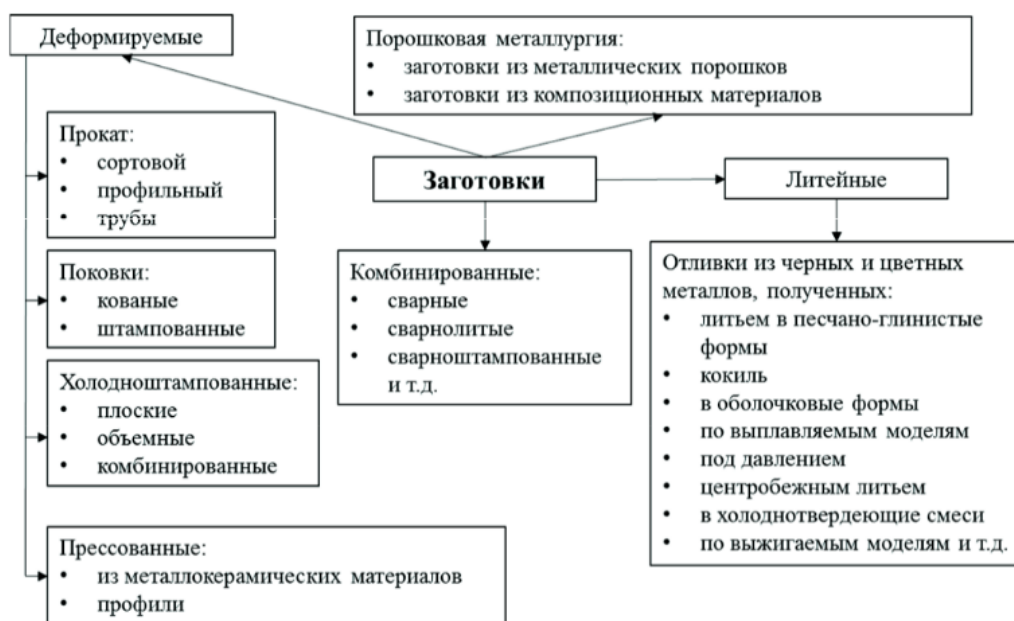 Деформируемые
Порошковая металлургия:
• заготовки из металлических порошков
• заготовки из композиционных материалов
Прокат:
• сортовой
• профильный
• трубы
Заготовки
Литейные
Поковки:
• кованые
• штампованные
Комбинированные:
• сварные
• сварнолитые
• сварноштампованные
и т.д.
Отливки из черных и цветных
металлов, полученных:
• литьем в песчано-глинистые
формы
• кокиль
• в оболочковые формы
• по выплавляемым моделям
• под давлением
• центробежным литьем
• в холоднотвердеющие смеси
• по выжигаемым моделям и т.д.
Холодноштампованные:
• плоские
• объемные
• комбинированные
Прессованные:
• из металлокерамических материалов
• профили